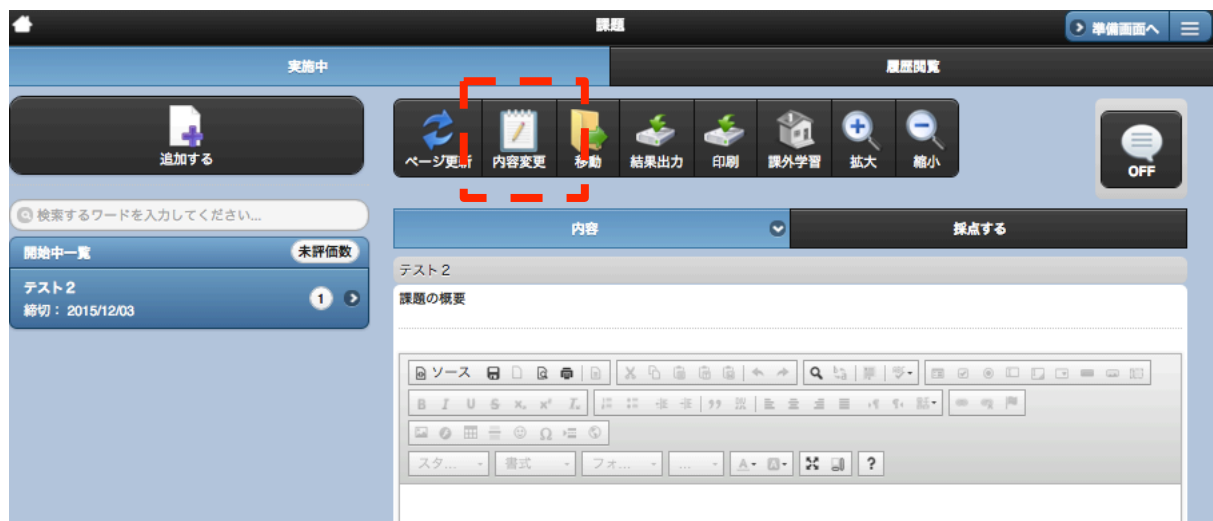 課題
準備画面へ
実施中
履歴閲覧
追加する
ページ更新
内容変更
移動
結果出力
印刷
課外学習
拡大
縮小
OFF
検索するワードを入力してください...
内容
採点する
開始中一覧
未評価数
テスト2
テスト2
1
締切： 2015/12/03
課題の概要
ソース
B I U S x₂ x² Iₓ
Ω
スタ...
書式
フォ...
...
A
A
?